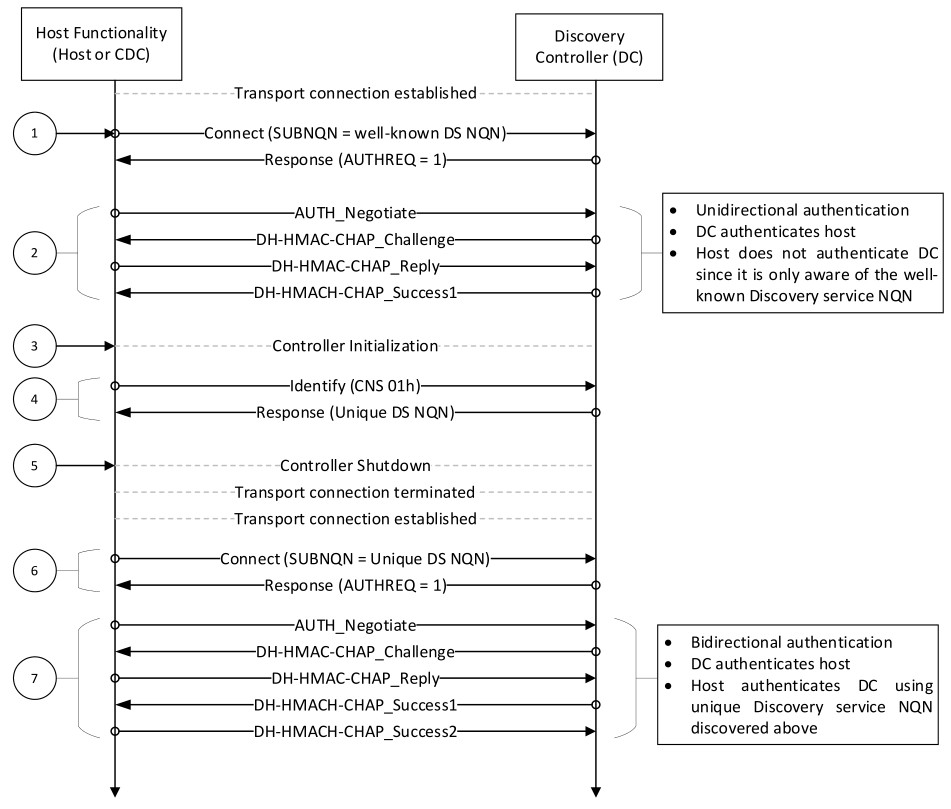 Host Functionality
(Host or CDC)
Discovery
Controller (DC)
Transport connection established
1
Connect (SUBNQN = well-known DS NQN)
Response (AUTHREQ = 1)
2
AUTH_Negotiate
DH-HMAC-CHAP_Challenge
DH-HMAC-CHAP_Reply
DH-HMACH-CHAP_Success1
• Unidirectional authentication
• DC authenticates host
• Host does not authenticate DC
since it is only aware of the well-
known Discovery service NQN
3
Controller Initialization
4
Identify (CNS 01h)
Response (Unique DS NQN)
5
Controller Shutdown
Transport connection terminated
Transport connection established
6
Connect (SUBNQN = Unique DS NQN)
Response (AUTHREQ = 1)
7
AUTH_Negotiate
DH-HMAC-CHAP_Challenge
DH-HMAC-CHAP_Reply
DH-HMACH-CHAP_Success1
DH-HMACH-CHAP_Success2
• Bidirectional authentication
• DC authenticates host
• Host authenticates DC using
unique Discovery service NQN
discovered above